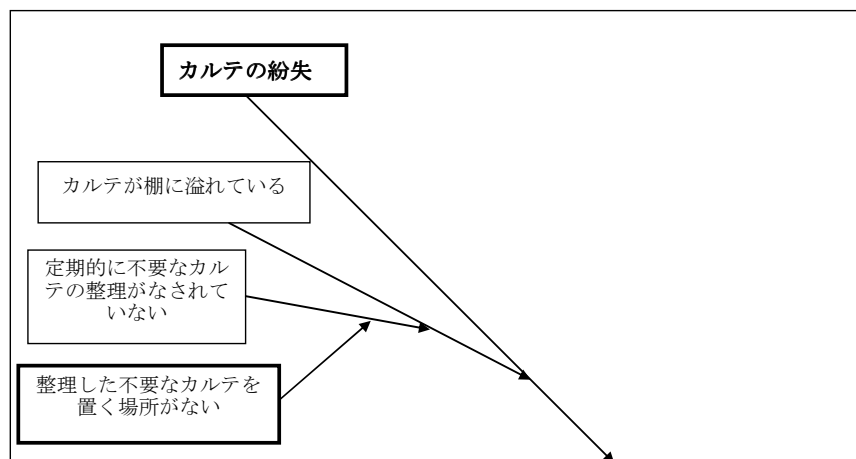 カルテの紛失
カルテが棚に溢れている
定期的に不要なカル
テの整理がなされて
いない
整理した不要なカルテを
置く場所がない